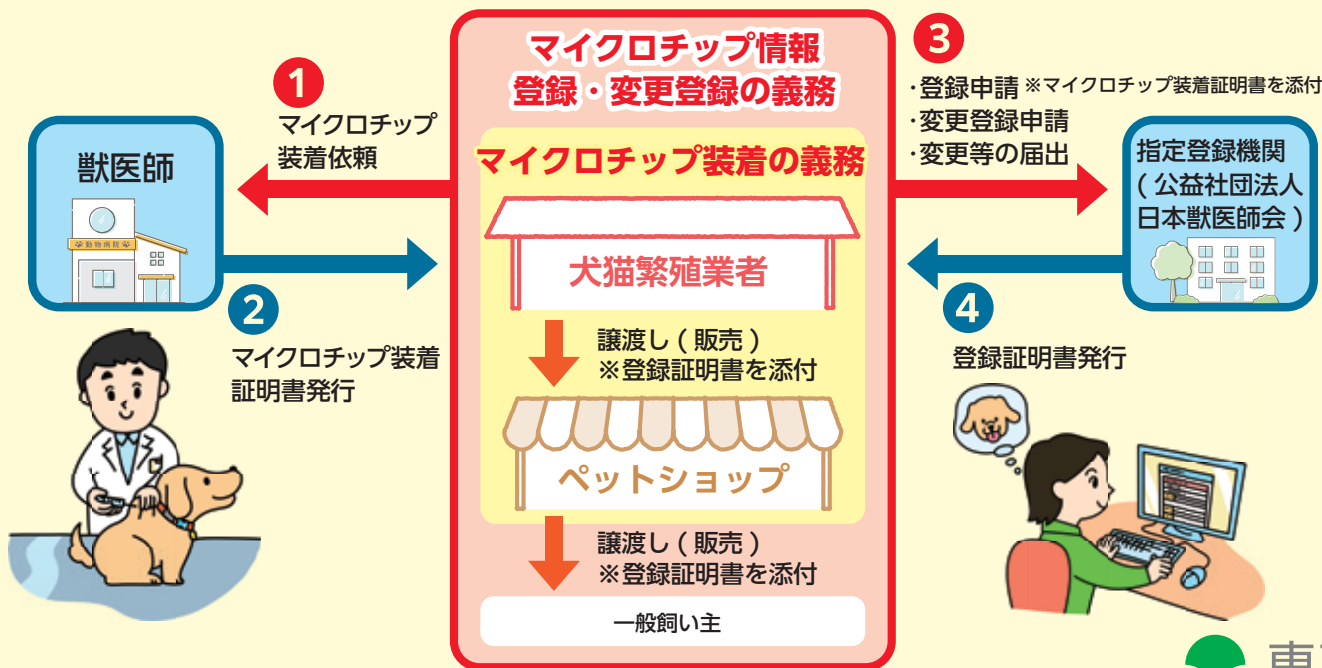 マイクロチップ情報
登録・変更登録の義務
マイクロチップ装着の義務
犬猫繁殖業者
譲渡し ( 販売 )
※登録証明書を添付
ペットショップ
譲渡し ( 販売 )
※登録証明書を添付
一般飼い主
1
マイクロチップ
装着依頼
獣医師
動物病院
2
マイクロチップ装着
証明書発行
3
・登録申請 ※マイクロチップ装着証明書を添付
・変更登録申請
・変更等の届出
指定登録機関
( 公益社団法人
日本獣医師会 )
4
登録証明書発行